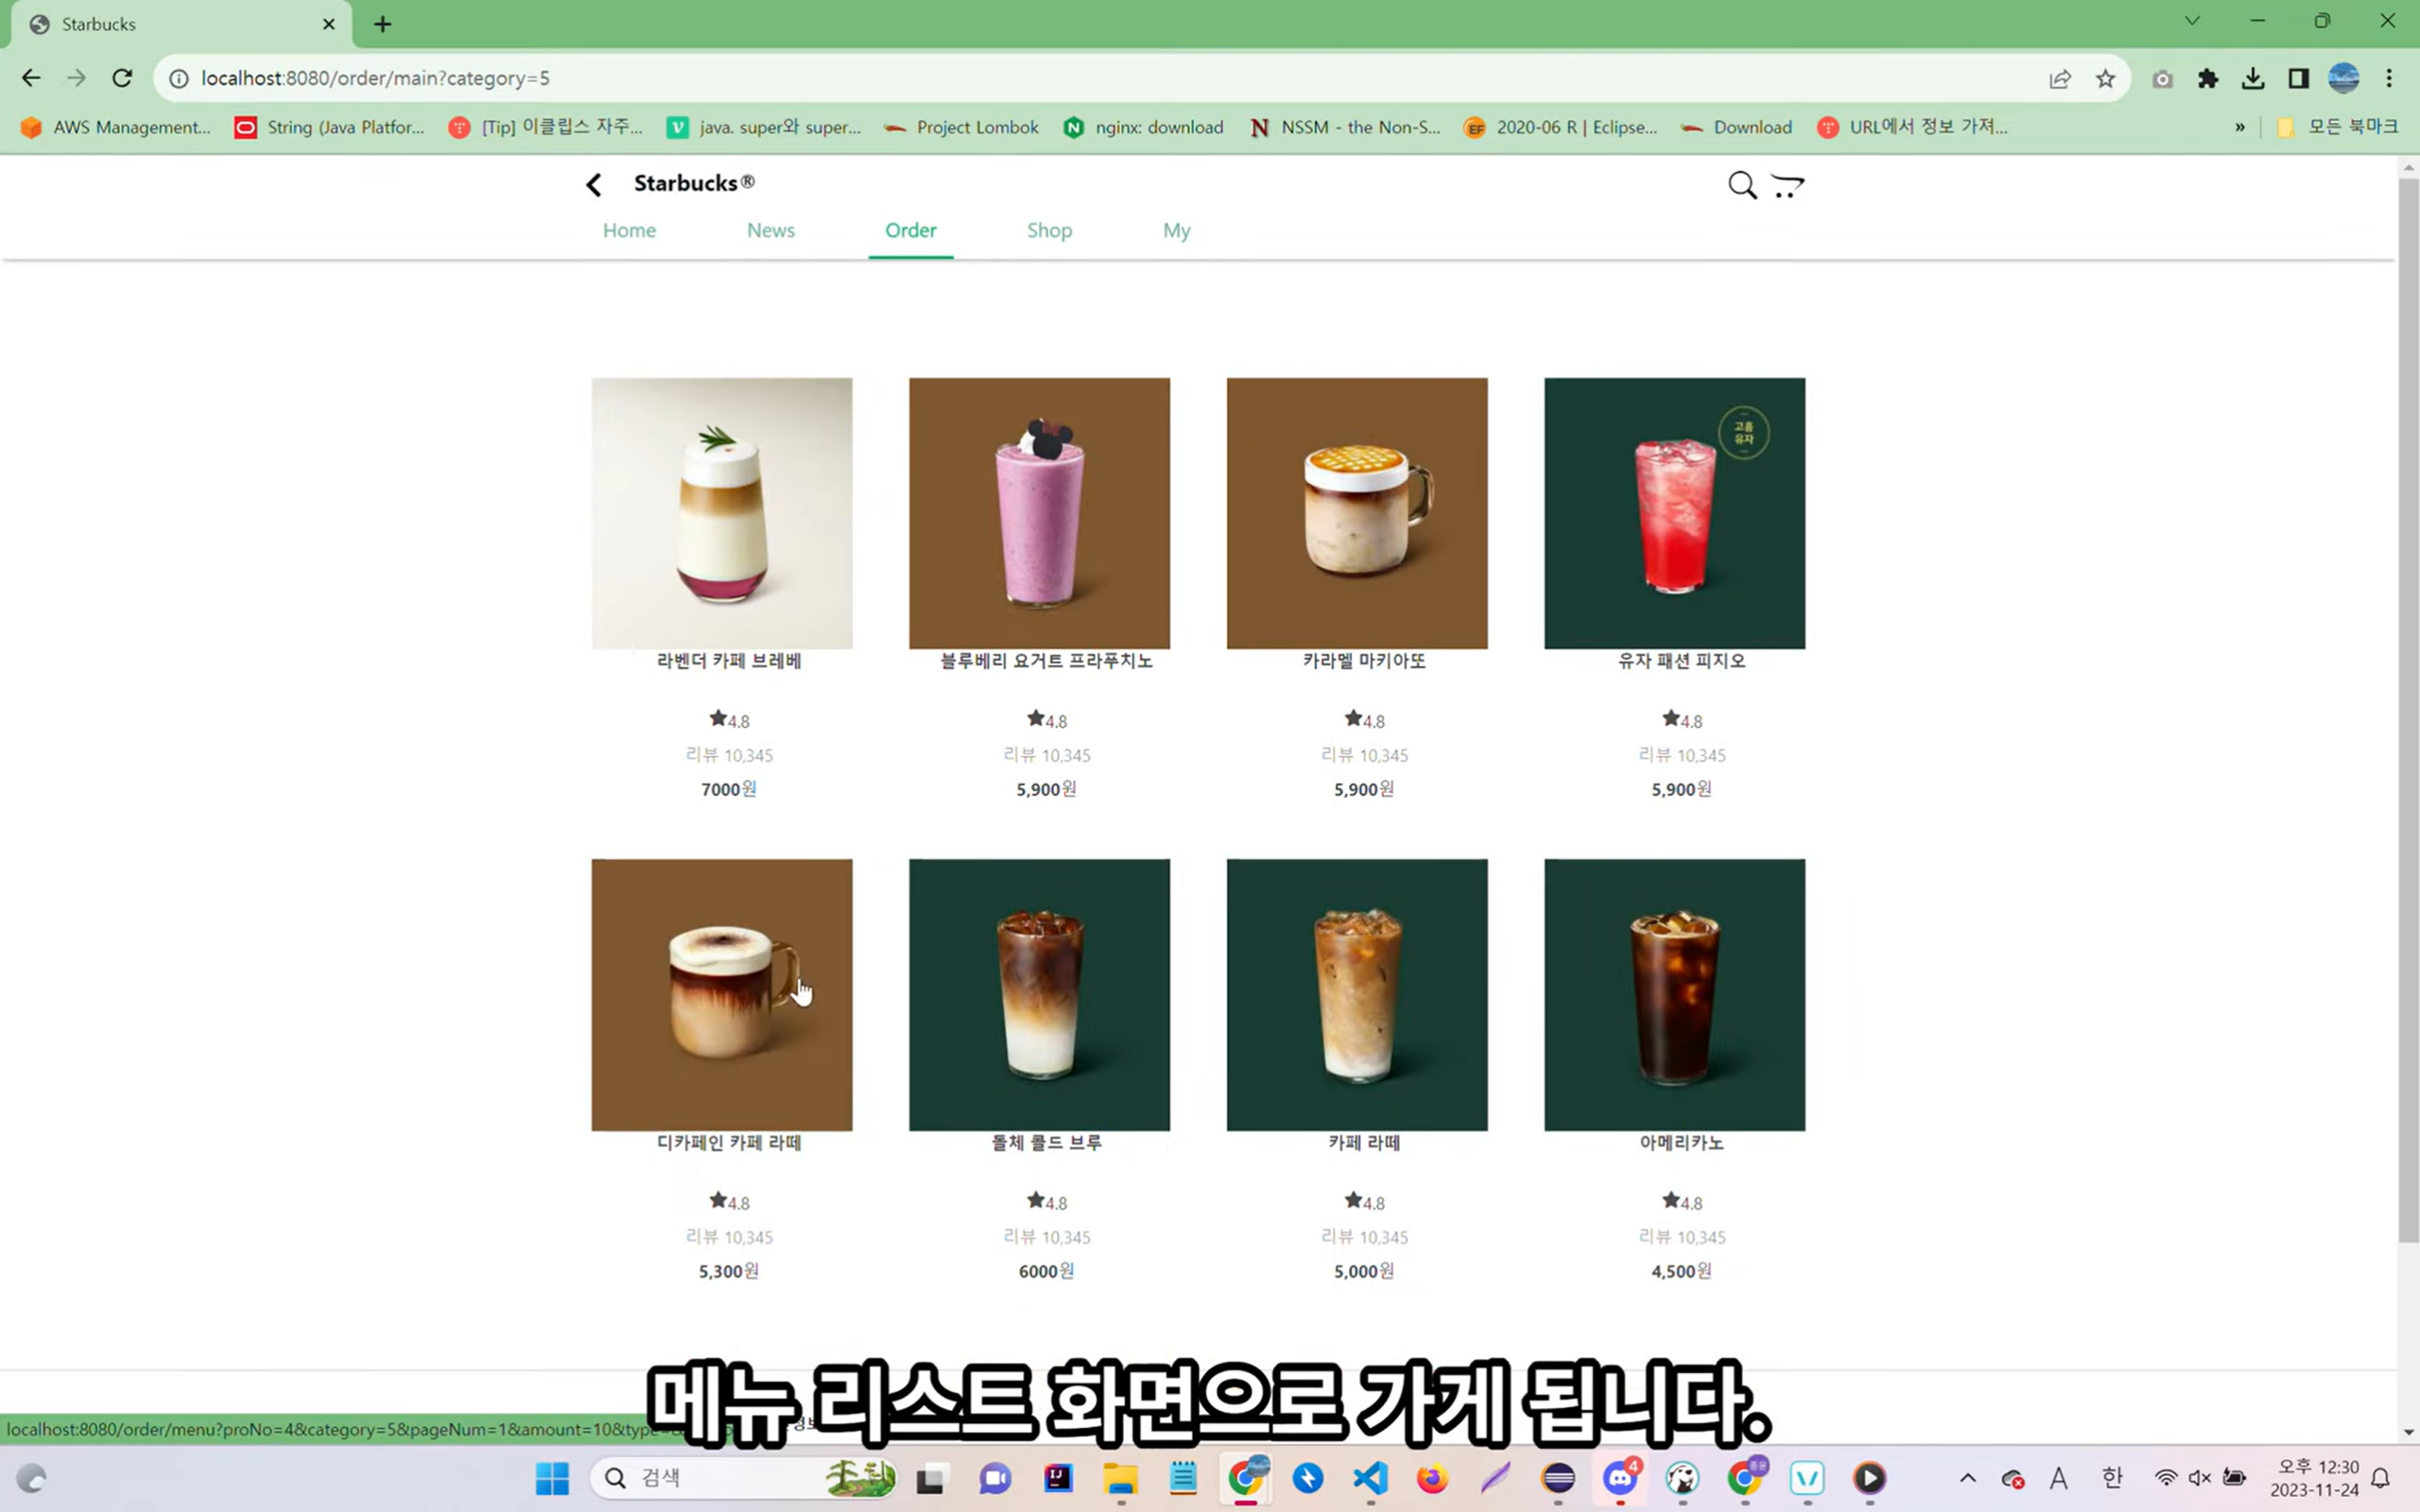 Starbucks
localhost:8080/order/main?category=5
AWS Management...
String (Java Platfor...
[Tip] 이클립스 자주...
java. super와 super...
Project Lombok
nginx: download
NSSM - the Non-S...
2020-06 R | Eclipse...
Download
URL에서 정보 가져...
»
모든 북마크
Starbucks®
Home
News
Order
Shop
My
고흥
유자
라벤더 카페 브레베
블루베리 요거트 프라푸치노
카라멜 마키아또
유자 패션 피지오
★4.8
★4.8
★4.8
★4.8
리뷰 10,345
리뷰 10,345
리뷰 10,345
리뷰 10,345
7000원
5,900원
5,900원
5,900원
디카페인 카페 라떼
돌체 콜드 브루
카페 라떼
아메리카노
★4.8
★4.8
★4.8
★4.8
리뷰 10,345
리뷰 10,345
리뷰 10,345
리뷰 10,345
5,300원
6000원
5,000원
4,500원
메뉴 리스트 화면으로 가게 됩니다.
localhost:8080/order/menu?proNo=4&category=5&pageNum=1&amount=10&type=
검색
4
A
한
오후 12:30
2023-11-24